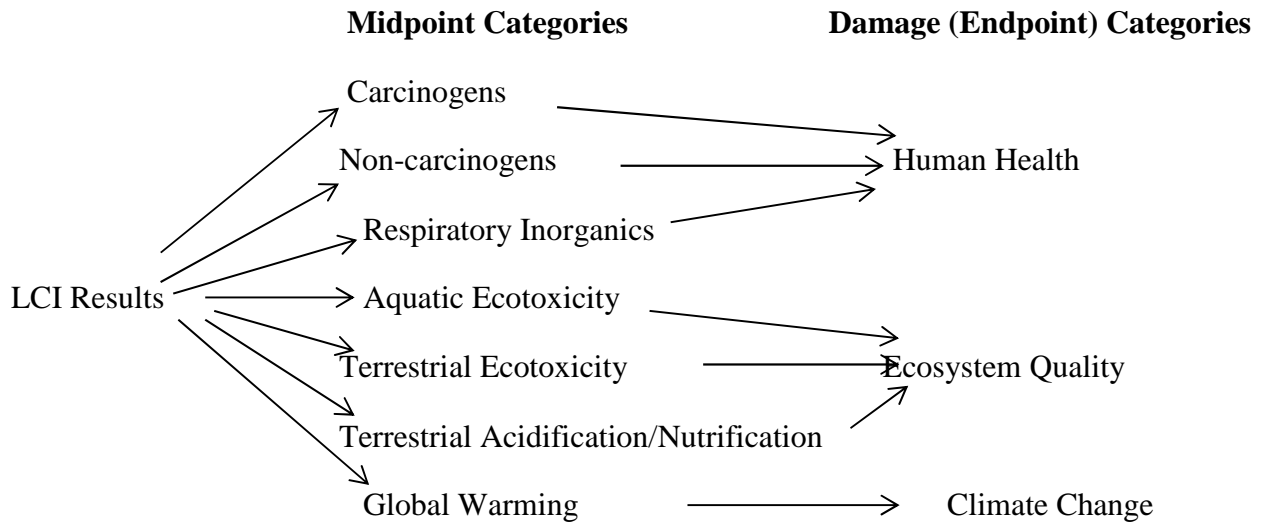 Midpoint Categories
Damage (Endpoint) Categories
Carcinogens
Non-carcinogens
Human Health
Respiratory Inorganics
LCI Results
Aquatic Ecotoxicity
Terrestrial Ecotoxicity
Ecosystem Quality
Terrestrial Acidification/Nutrification
Global Warming
Climate Change